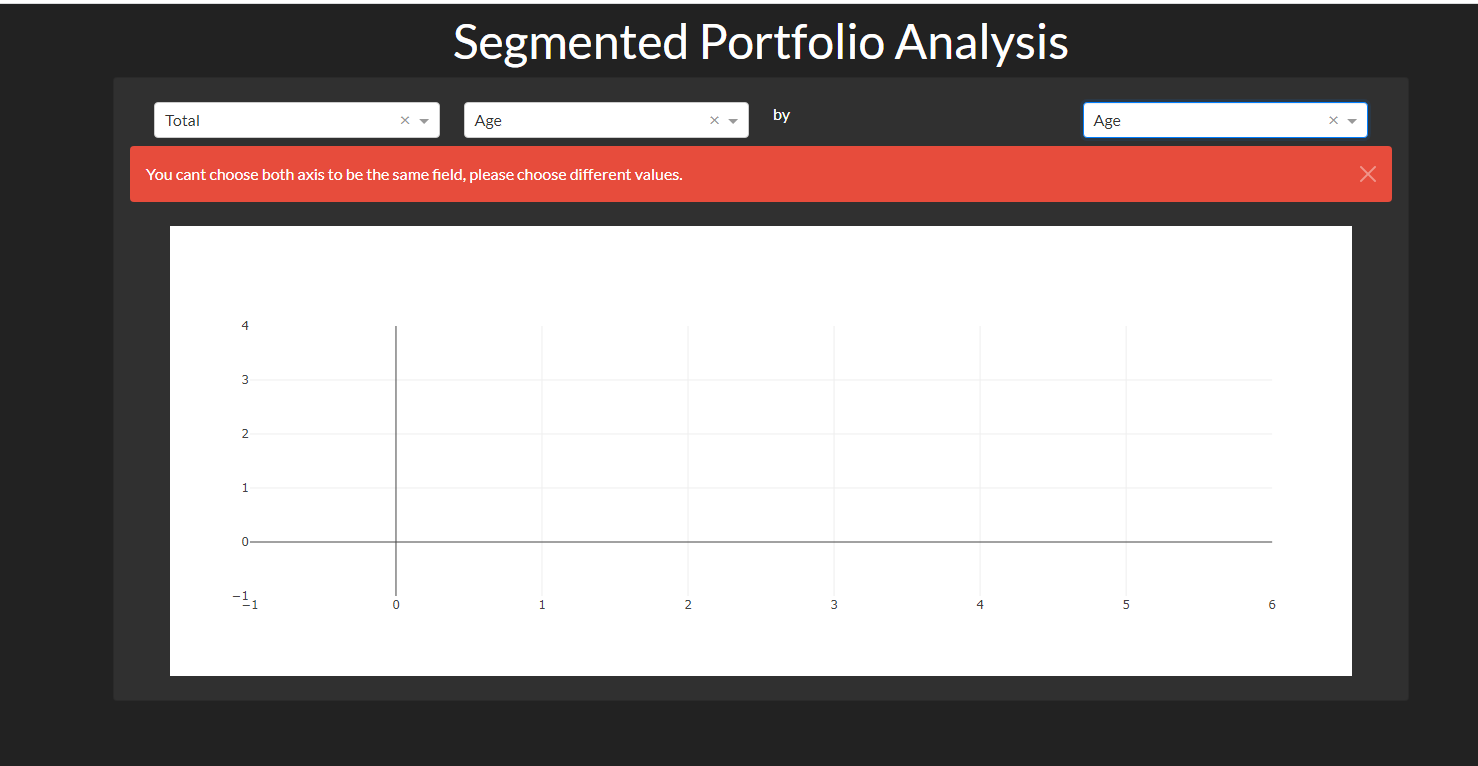 Segmented Portfolio Analysis
Total Age by Age
You cant choose both axis to be the same field, please choose different values.
4
3
2
1
0
−1
−1 0 1 2 3 4 5 6